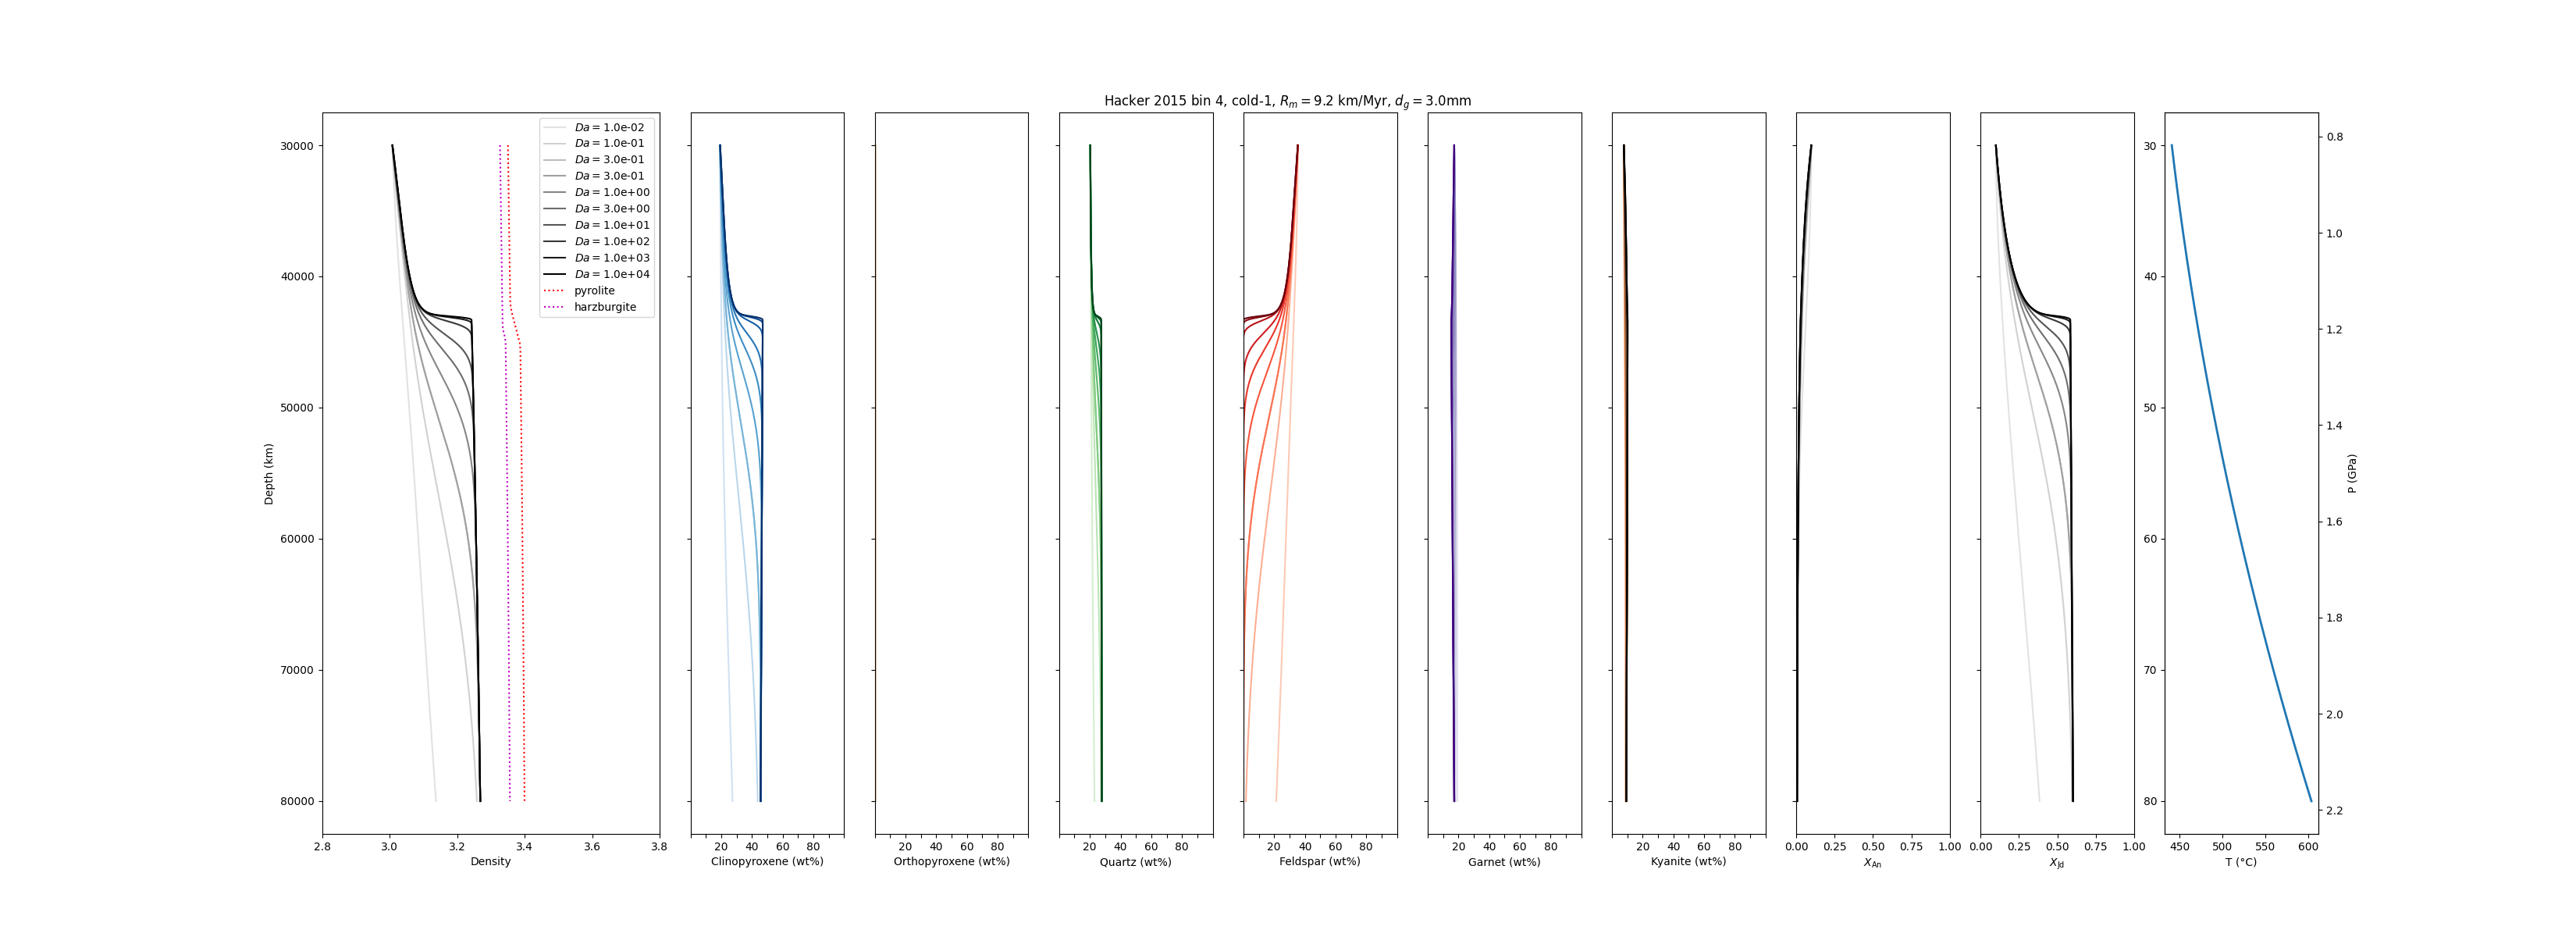 Hacker 2015 bin 4, cold-1, R_m = 9.2 km/Myr, d_g = 3.0mm
Da = 1.0e-02
Da = 1.0e-01
Da = 3.0e-01
Da = 3.0e-01
Da = 1.0e+00
Da = 3.0e+00
Da = 1.0e+01
Da = 1.0e+02
Da = 1.0e+03
Da = 1.0e+04
pyrolite
harzburgite
30000
40000
50000
60000
70000
80000
Depth (km)
30
40
50
60
70
80
0.8
1.0
1.2
1.4
1.6
1.8
2.0
2.2
P (GPa)
2.8 3.0 3.2 3.4 3.6 3.8
Density
20 40 60 80
Clinopyroxene (wt%)
20 40 60 80
Orthopyroxene (wt%)
20 40 60 80
Quartz (wt%)
20 40 60 80
Feldspar (wt%)
20 40 60 80
Garnet (wt%)
20 40 60 80
Kyanite (wt%)
0.00 0.25 0.50 0.75 1.00
X_An
0.00 0.25 0.50 0.75 1.00
X_Jd
450 500 550 600
T (°C)